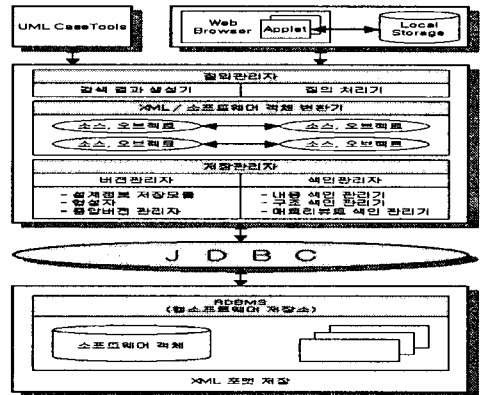 UML CaseTools
Web
Browser
Applet
Local
Storage
질의관리자
검색 결과 생성기
질의 처리기
XML / 소프트웨어 객체 변환기
소스, 오브젝트
소스, 오브젝트
소스, 오브젝트
소스, 오브젝트
저장관리자
버전관리자
- 설계정보 저장모듈
- 협설자
- 통합버전 관리자
색인관리자
- 내용 색인 관리기
- 구조 색인 관리기
- 애트리뷰트 색인 관리기
J D B C
RDBMS
소프트웨어 저장소)
소프트웨어 객체
XML 포맷 저장